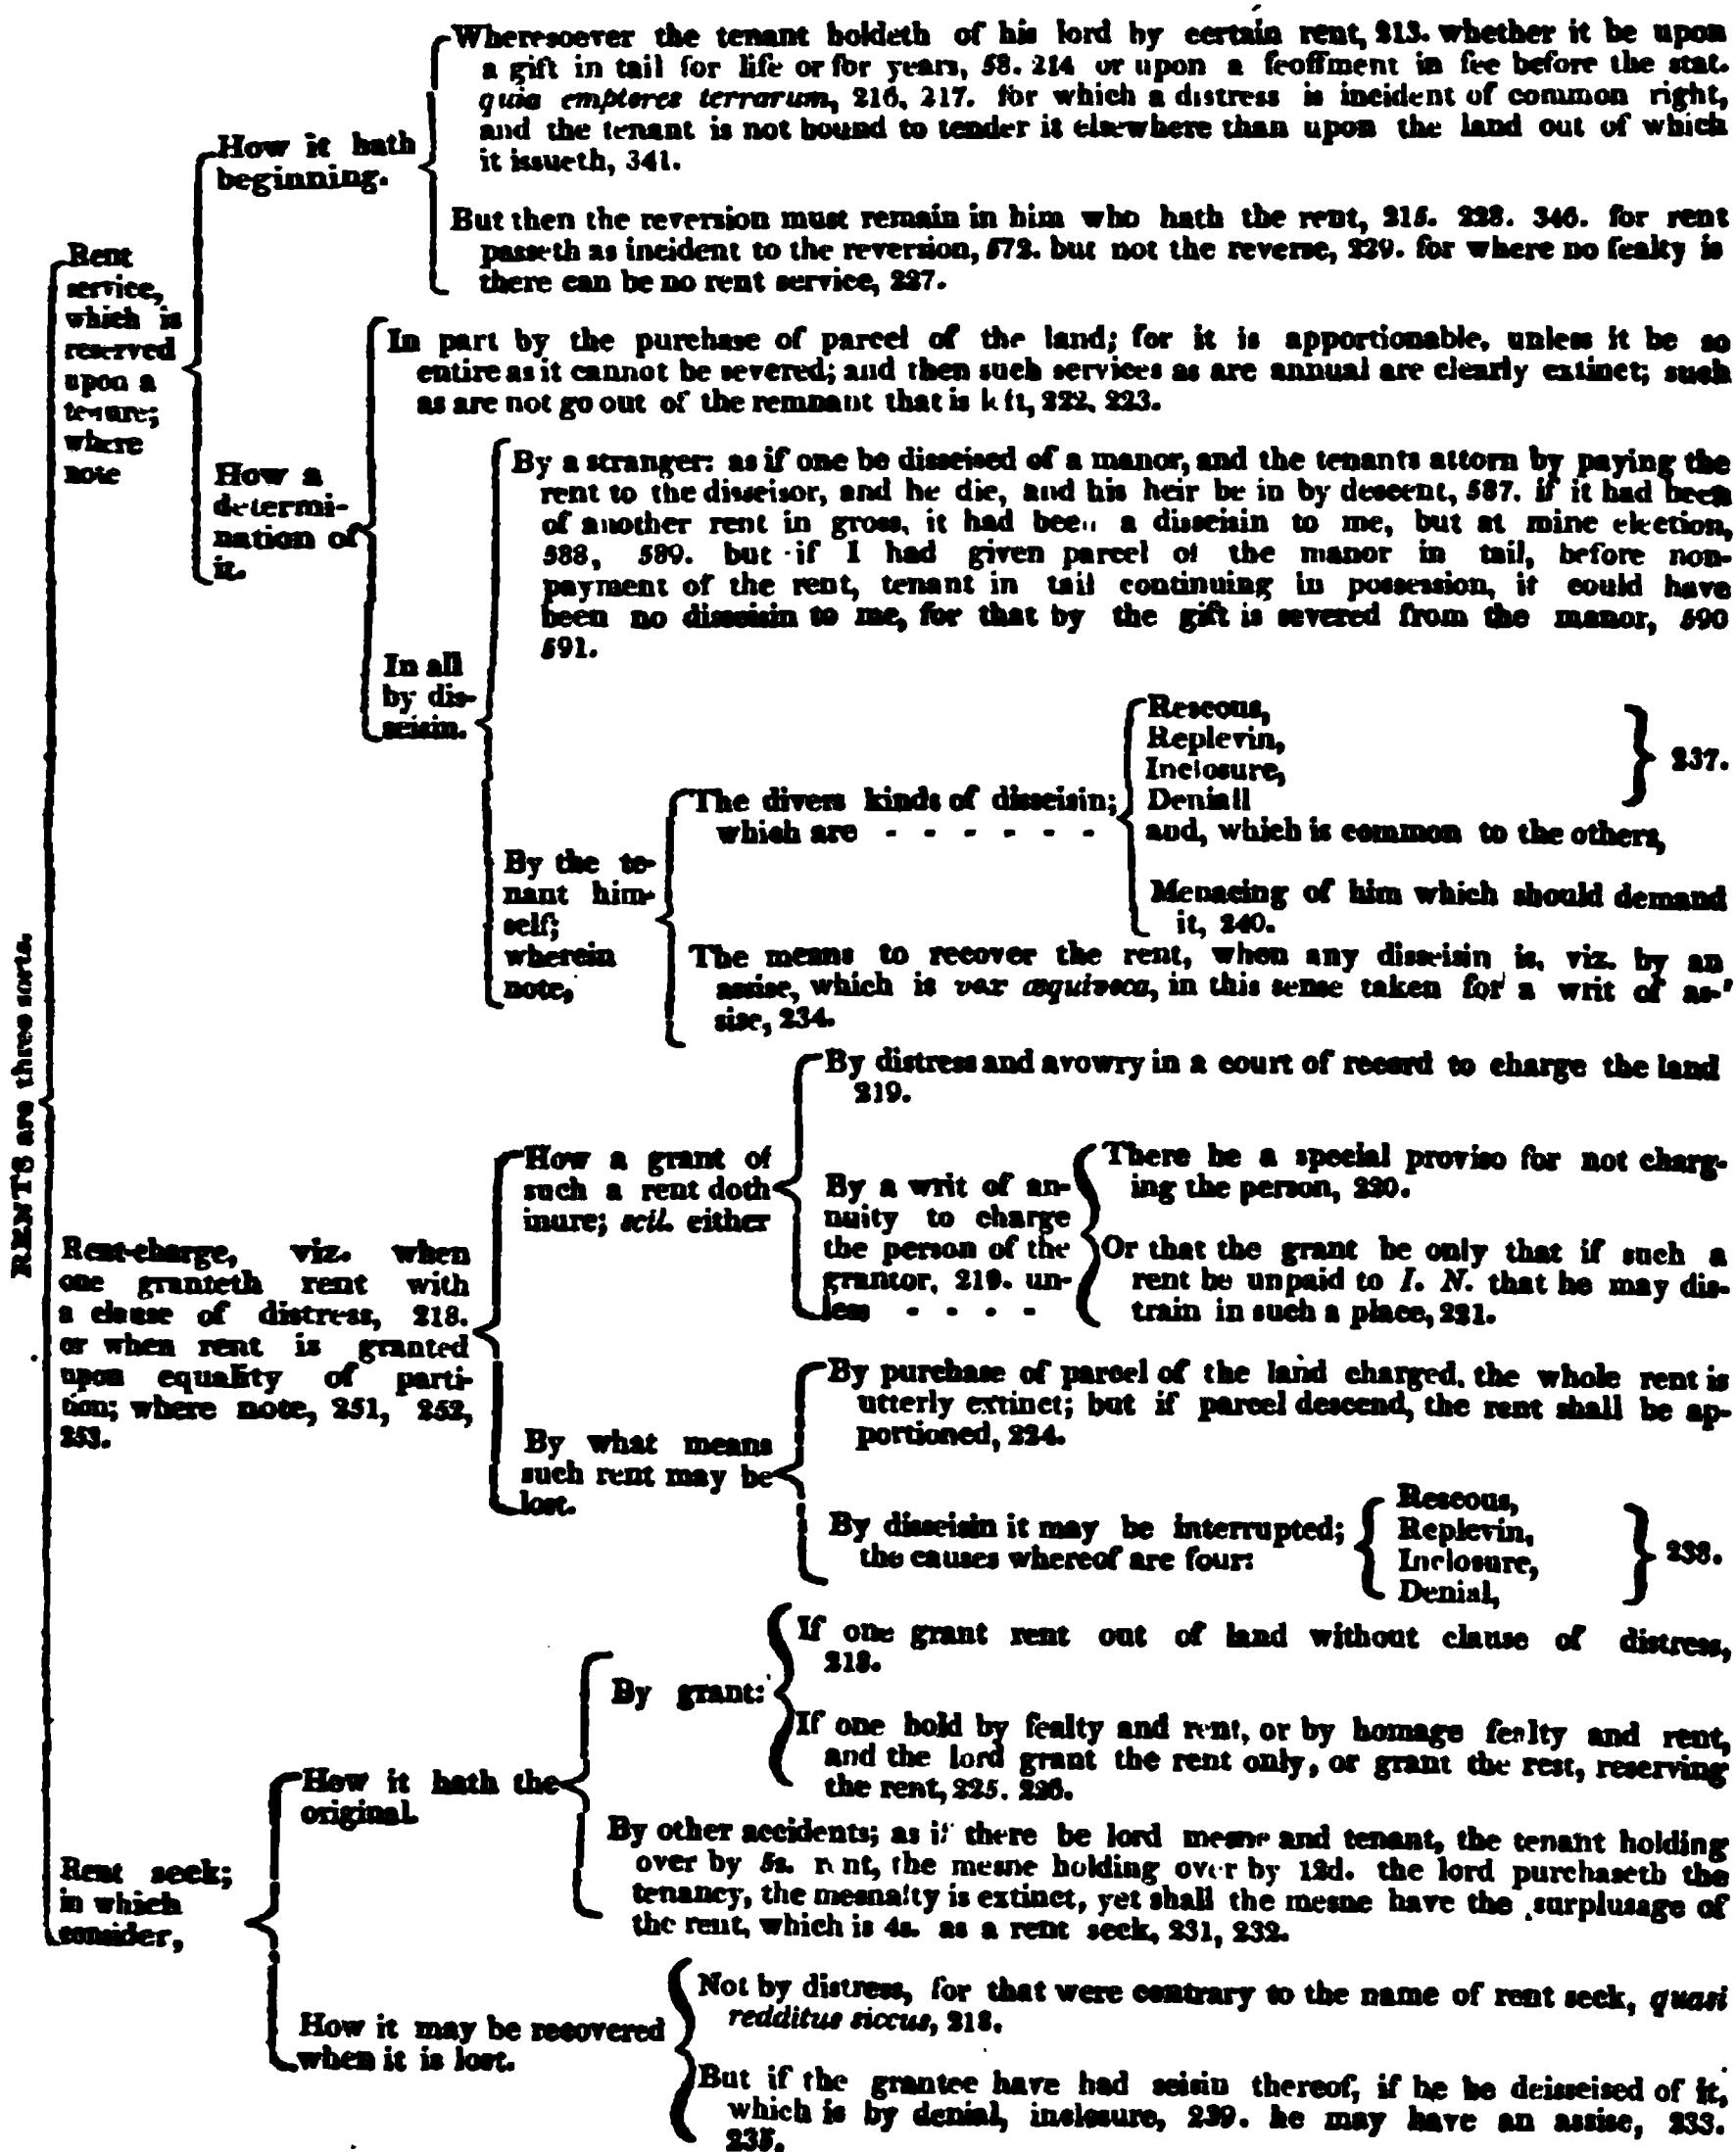 RENTS are three sorts.
Rent
service,
which is
reserved
upon a
tenure;
where
note
How it hath
beginning.
Wheresoever the tenant holdeth of his lord by certain rent, 213. whether it be upon
a gift in tail for life or for years, 58. 214 or upon a feoffment in fee before the stat.
quia emptores terrarum, 216, 217. for which a distress is incident of common right,
and the tenant is not bound to tender it elsewhere than upon the land out of which
it issueth, 341.
But then the reversion must remain in him who hath the rent, 215. 228. 346. for rent
passeth as incident to the reversion, 572. but not the reverse, 229. for where no fealty is
there can be no rent service, 227.
How a
determi-
nation of
it.
In part by the purchase of parcel of the land; for it is apportionable, unless it be so
entire as it cannot be severed; and then such services as are annual are clearly extinct; such
as are not go out of the remnant that is left, 222, 223.
In all
by dis-
seisin.
By a stranger: as if one be disseised of a manor, and the tenants attorn by paying the
rent to the disseisor, and he die, and his heir be in by descent, 587. if it had been
of another rent in gross, it had been a disseisin to me, but at mine election,
588, 589. but if I had given parcel of the manor in tail, before non-
payment of the rent, tenant in tail continuing in possession, it could have
been no disseisin to me, for that by the gift is severed from the manor, 590
591.
By the te-
nant him-
self;
wherein
note,
The divers kinds of disseisin;
which are - - - - - -
Rescous,
Replevin,
Inclosure,
Deniall
237.
and, which is common to the others,
Menacing of him which should demand
it, 240.
The means to recover the rent, when any disseisin is, viz. by an
assise, which is vox æquivoca, in this sense taken for a writ of as-
sise, 234.
Rent-charge, viz. when
one granteth rent with
a clause of distress, 218.
or when rent is granted
upon equality of parti-
tion; where note, 251, 252,
253.
How a grant of
such a rent doth
inure; scil. either
By distress and avowry in a court of record to charge the land
219.
By a writ of an-
nuity to charge
the person of the
grantor, 219. un-
less - - - -
There be a special proviso for not charg-
ing the person, 220.
Or that the grant be only that if such a
rent be unpaid to I. N. that he may dis-
train in such a place, 221.
By what means
such rent may be
lost.
By purchase of parcel of the land charged, the whole rent is
utterly extinct; but if parcel descend, the rent shall be ap-
portioned, 224.
By disseisin it may be interrupted;
the causes whereof are four:
Rescous,
Replevin,
Inclosure,
Denial,
238.
Rent seck;
in which
consider,
How it hath the
original.
By grant:
If one grant rent out of land without clause of distress,
218.
If one hold by fealty and rent, or by homage fealty and rent,
and the lord grant the rent only, or grant the rest, reserving
the rent, 225. 226.
By other accidents; as if there be lord mesne and tenant, the tenant holding
over by 5s. rent, the mesne holding over by 12d. the lord purchaseth the
tenancy, the mesnalty is extinct, yet shall the mesne have the surplusage of
the rent, which is 4s. as a rent seck, 231, 232.
How it may be recovered
when it is lost.
Not by distress, for that were contrary to the name of rent seck, quasi
redditus siccus, 218.
But if the grantee have had seisin thereof, if he be deisseised of it,
which is by denial, inclosure, 239. he may have an assise, 233.
235.